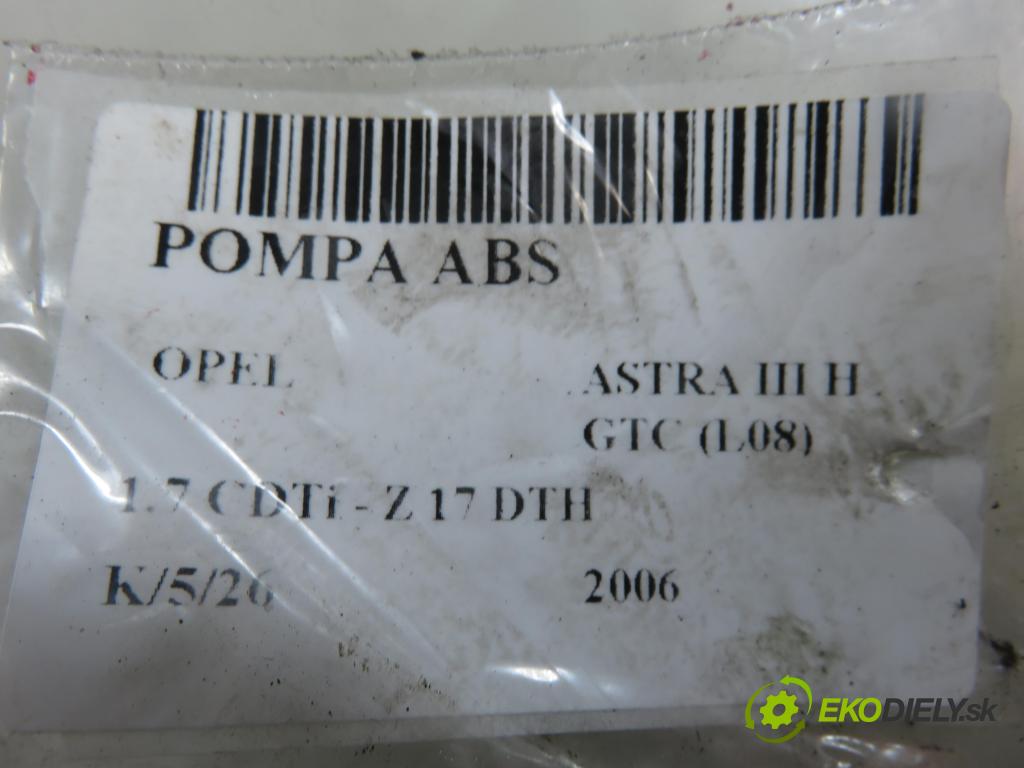 POMPA ABS
OPEL ASTRA III H
GTC (L08)
1.7 CDTi - Z 17 DTH
K/5/26 2006
EKODIELY.sk